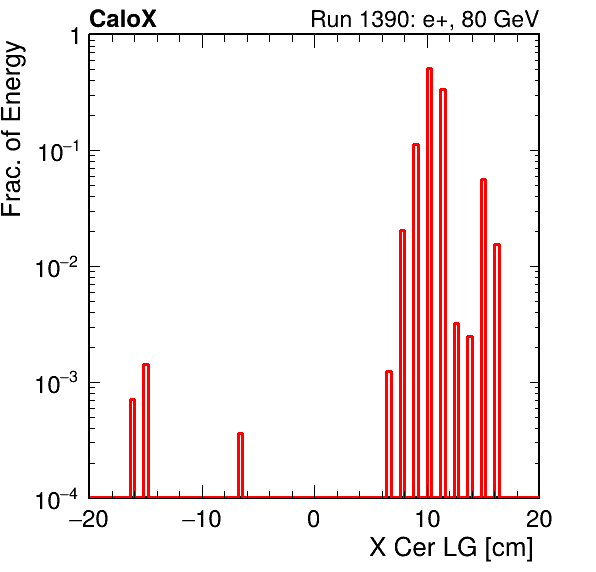 CaloX Run 1390: e+, 80 GeV
Frac. of Energy
1
10⁻¹
10⁻²
10⁻³
10⁻⁴
−20 −10 0 10 20
X Cer LG [cm]